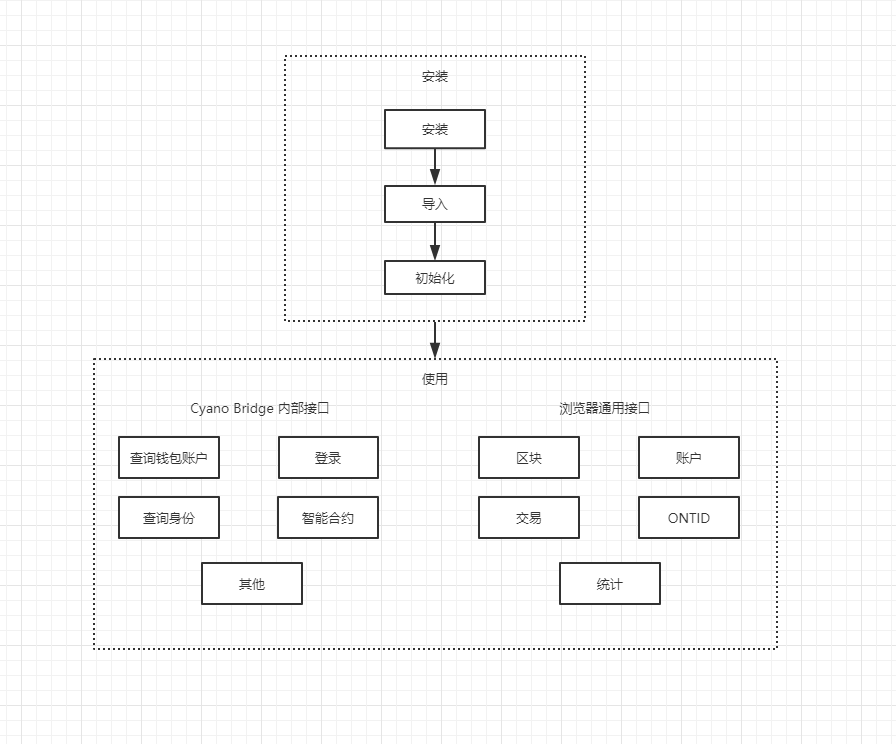 安装
安装
导入
初始化
使用
Cyano Bridge 内部接口
浏览器通用接口
查询钱包账户
登录
区块
账户
查询身份
智能合约
交易
ONTID
其他
统计